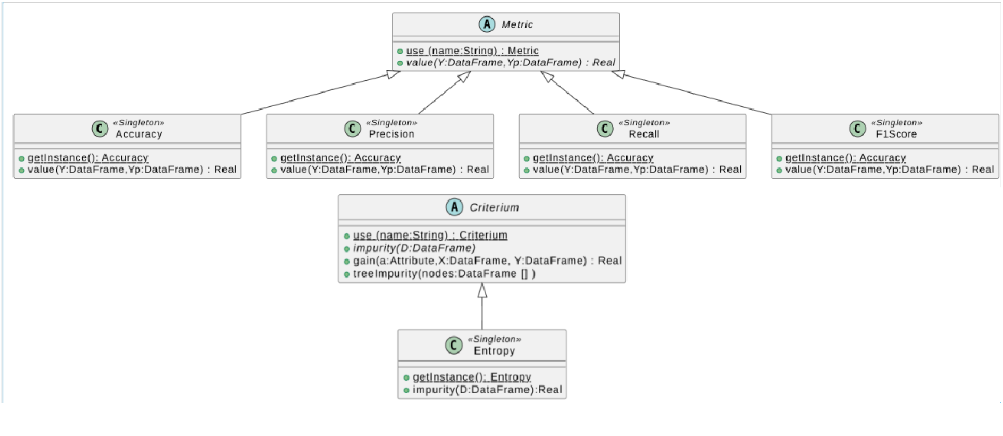 A Metric
use (name:String) : Metric
value(Y:DataFrame,Yp:DataFrame) : Real
C «Singleton» Accuracy
getInstance(): Accuracy
value(Y:DataFrame,Yp:DataFrame) : Real
C «Singleton» Precision
getInstance(): Accuracy
value(Y:DataFrame,Yp:DataFrame) : Real
C «Singleton» Recall
getInstance(): Accuracy
value(Y:DataFrame,Yp:DataFrame) : Real
C «Singleton» F1Score
getInstance(): Accuracy
value(Y:DataFrame,Yp:DataFrame) : Real
A Criterium
use (name:String) : Criterium
impurity(D:DataFrame)
gain(a:Attribute,X:DataFrame, Y:DataFrame) : Real
treeImpurity(nodes:DataFrame [] )
C «Singleton» Entropy
getInstance(): Entropy
impurity(D:DataFrame):Real